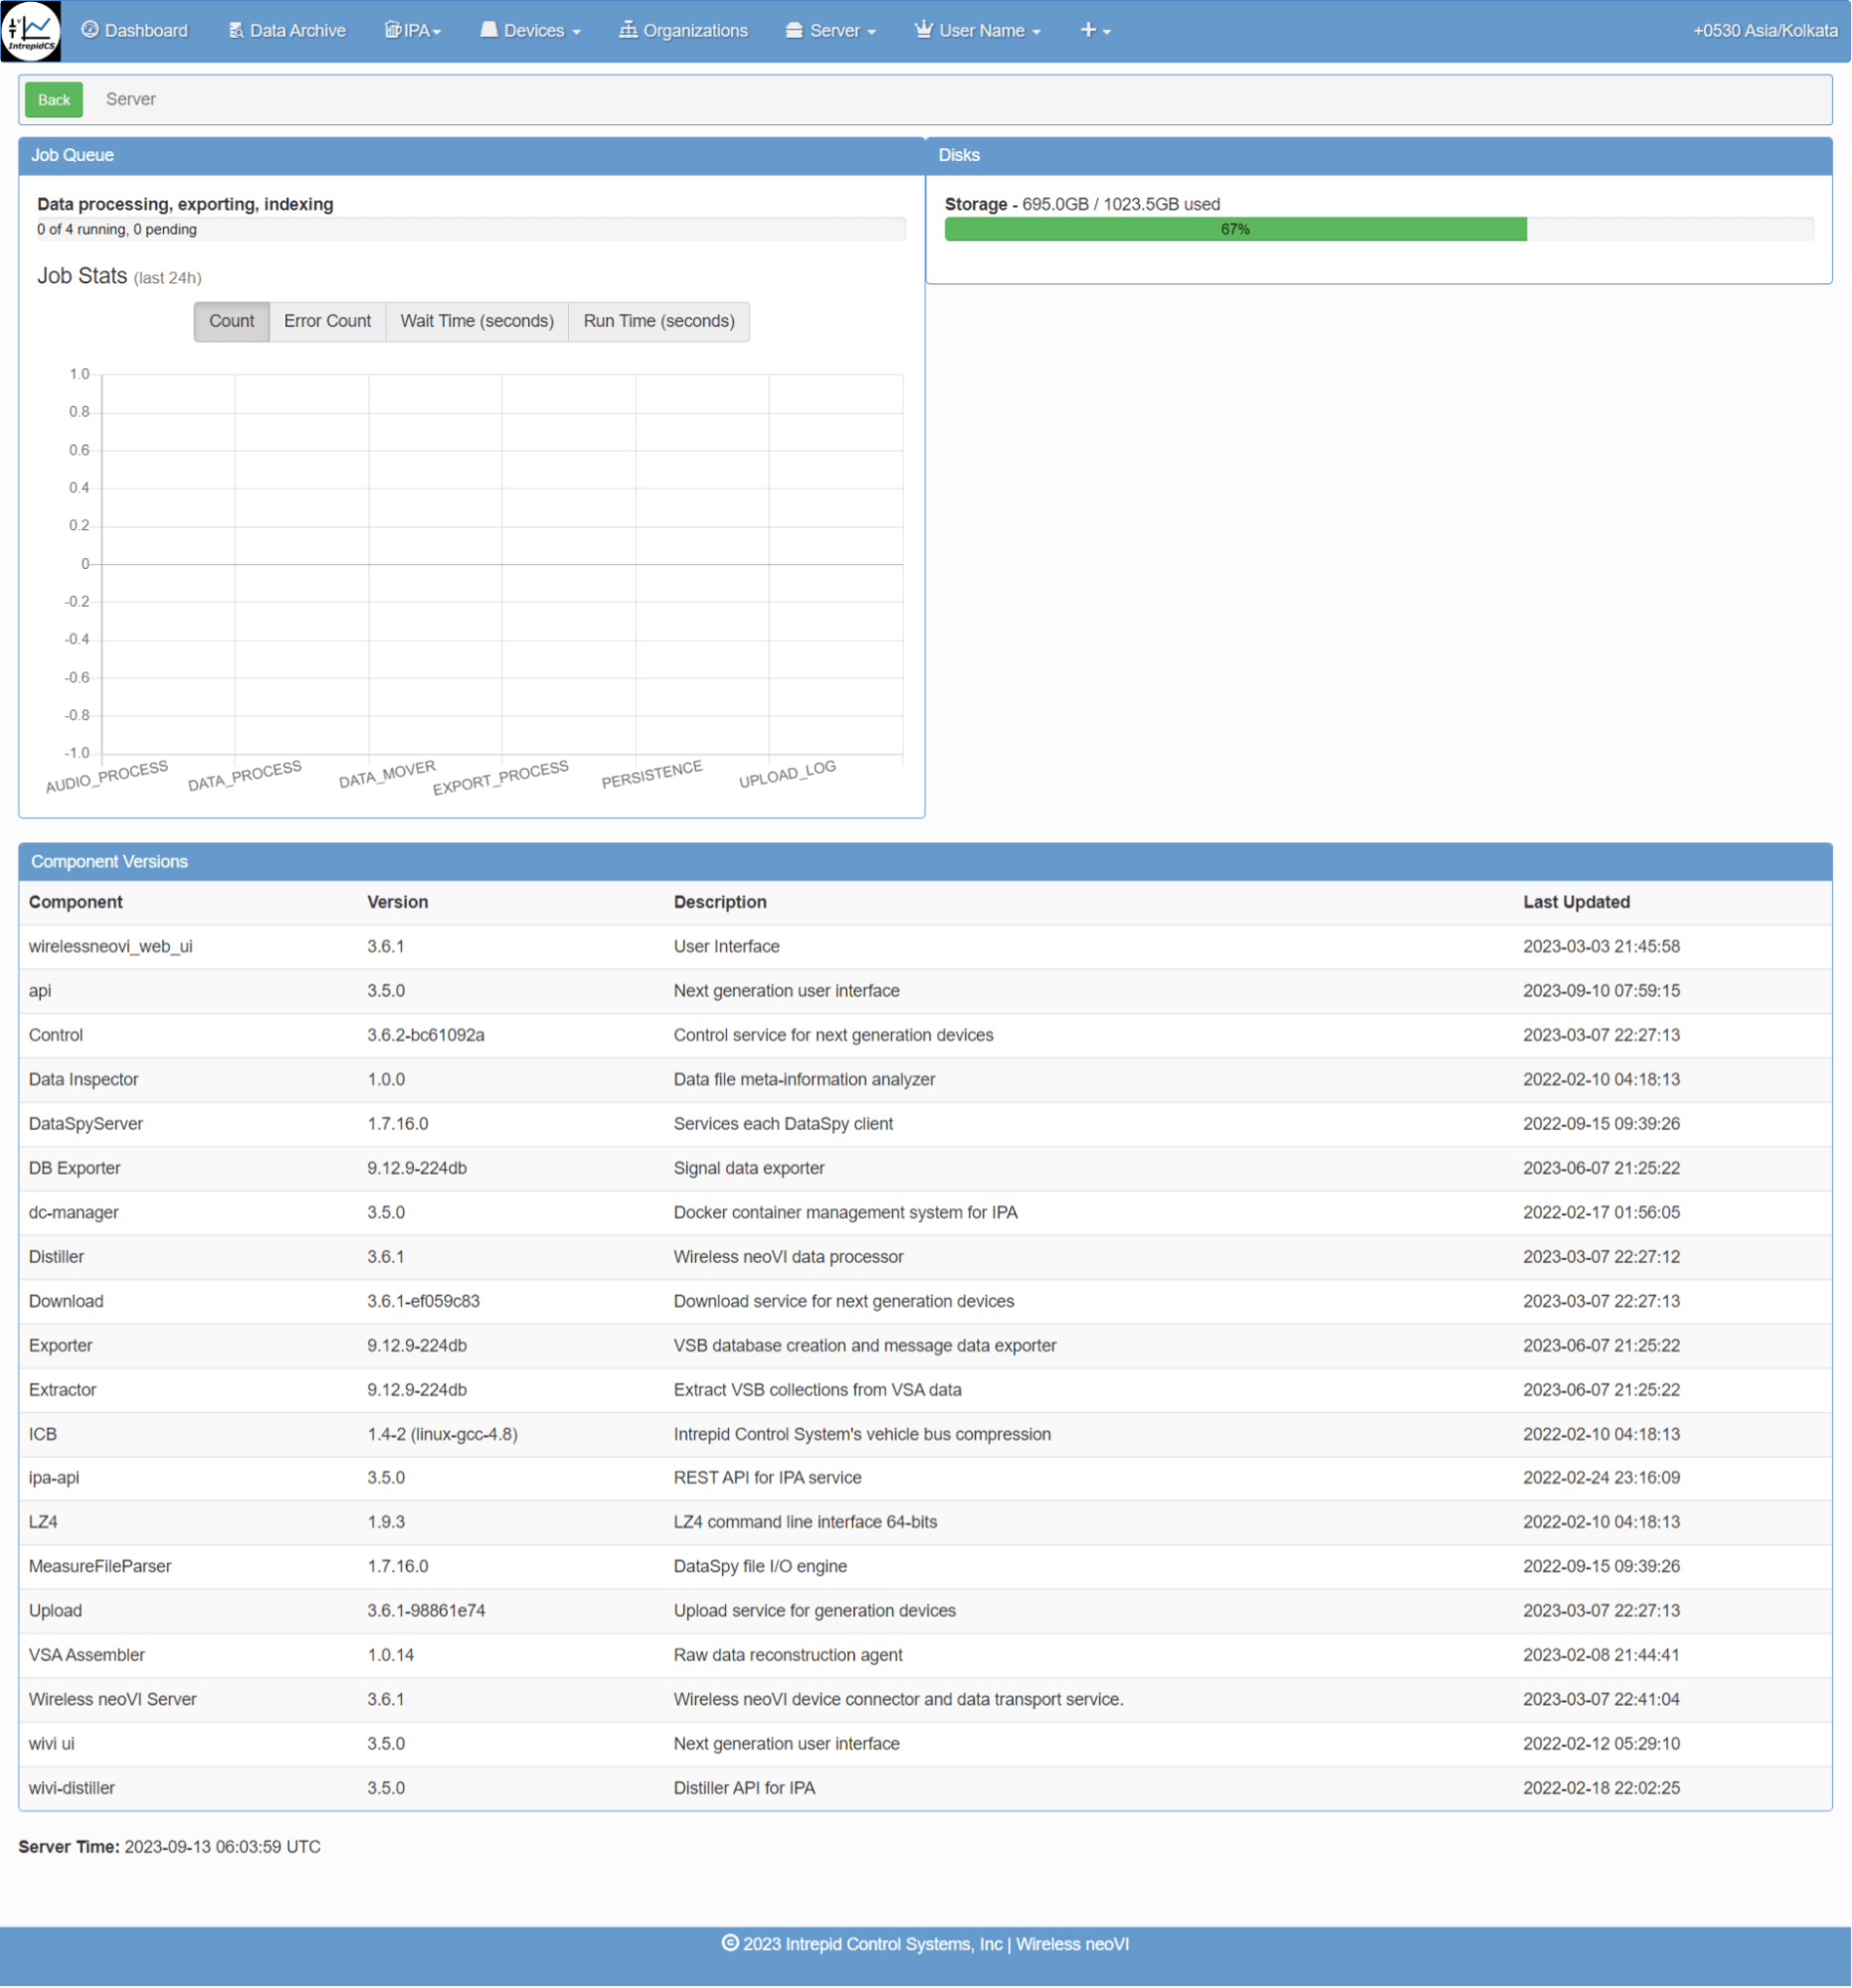 IntrepidCS
Dashboard Data Archive IPA Devices Organizations Server User Name + +0530 Asia/Kolkata
Back Server
Job Queue
Data processing, exporting, indexing
0 of 4 running, 0 pending
Job Stats (last 24h)
Count Error Count Wait Time (seconds) Run Time (seconds)
1.0
0.8
0.6
0.4
0.2
0
-0.2
-0.4
-0.6
-0.8
-1.0
AUDIO_PROCESS DATA_PROCESS DATA_MOVER EXPORT_PROCESS PERSISTENCE UPLOAD_LOG
Disks
Storage - 695.0GB / 1023.5GB used
67%
Component Versions
Component Version Description Last Updated
wirelessneovi_web_ui 3.6.1 User Interface 2023-03-03 21:45:58
api 3.5.0 Next generation user interface 2023-09-10 07:59:15
Control 3.6.2-bc61092a Control service for next generation devices 2023-03-07 22:27:13
Data Inspector 1.0.0 Data file meta-information analyzer 2022-02-10 04:18:13
DataSpyServer 1.7.16.0 Services each DataSpy client 2022-09-15 09:39:26
DB Exporter 9.12.9-224db Signal data exporter 2023-06-07 21:25:22
dc-manager 3.5.0 Docker container management system for IPA 2022-02-17 01:56:05
Distiller 3.6.1 Wireless neoVI data processor 2023-03-07 22:27:12
Download 3.6.1-ef059c83 Download service for next generation devices 2023-03-07 22:27:13
Exporter 9.12.9-224db VSB database creation and message data exporter 2023-06-07 21:25:22
Extractor 9.12.9-224db Extract VSB collections from VSA data 2023-06-07 21:25:22
ICB 1.4-2 (linux-gcc-4.8) Intrepid Control System's vehicle bus compression 2022-02-10 04:18:13
ipa-api 3.5.0 REST API for IPA service 2022-02-24 23:16:09
LZ4 1.9.3 LZ4 command line interface 64-bits 2022-02-10 04:18:13
MeasureFileParser 1.7.16.0 DataSpy file I/O engine 2022-09-15 09:39:26
Upload 3.6.1-98861e74 Upload service for generation devices 2023-03-07 22:27:13
VSA Assembler 1.0.14 Raw data reconstruction agent 2023-02-08 21:44:41
Wireless neoVI Server 3.6.1 Wireless neoVI device connector and data transport service. 2023-03-07 22:41:04
wivi ui 3.5.0 Next generation user interface 2022-02-12 05:29:10
wivi-distiller 3.5.0 Distiller API for IPA 2022-02-18 22:02:25
Server Time: 2023-09-13 06:03:59 UTC
© 2023 Intrepid Control Systems, Inc | Wireless neoVI